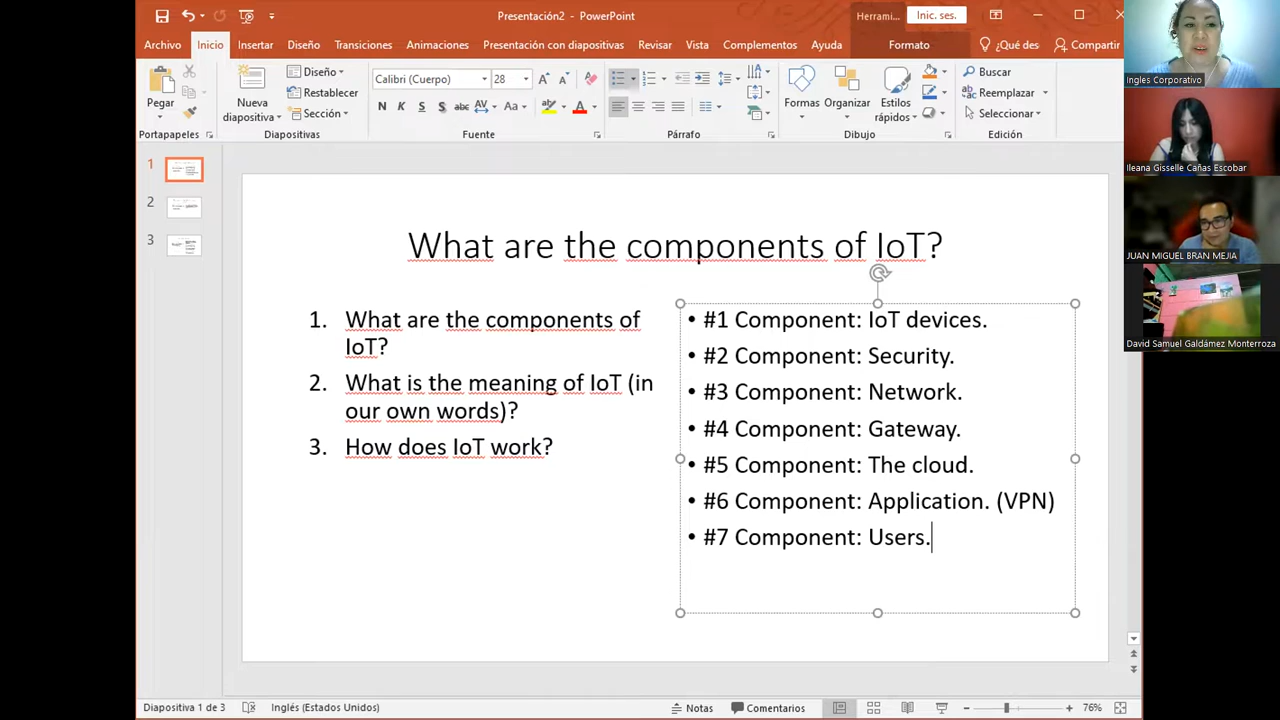 Presentación2 - PowerPoint
Herrami...
Inic. ses.
Archivo
Inicio
Insertar
Diseño
Transiciones
Animaciones
Presentación con diapositivas
Revisar
Vista
Complementos
Ayuda
Formato
¿Qué des
Compartir
Pegar
Nueva
diapositiva
Diseño
Restablecer
Sección
Calibri (Cuerpo)
28
N K S S abc AV Aa A
Formas
Organizar
Estilos
rápidos
Buscar
Reemplazar
Seleccionar
Portapapeles
Diapositivas
Fuente
Párrafo
Dibujo
Edición
1
2
3
What are the components of IoT?
1. What are the components of
IoT?
2. What is the meaning of IoT (in
our own words)?
3. How does IoT work?
• #1 Component: IoT devices.
• #2 Component: Security.
• #3 Component: Network.
• #4 Component: Gateway.
• #5 Component: The cloud.
• #6 Component: Application. (VPN)
• #7 Component: Users.
Diapositiva 1 de 3
Inglés (Estados Unidos)
Notas
Comentarios
76%
Inglés Corporativo
Ileana Gisselle Cañas Escobar
JUAN MIGUEL BRAN MEJIA
David Samuel Galdámez Monterroza